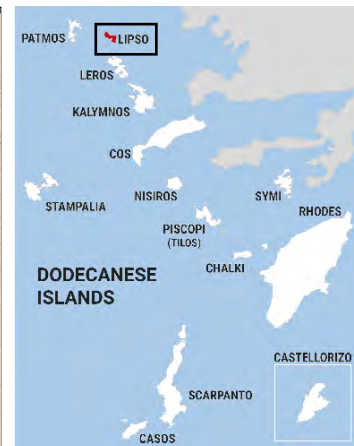 PATMOS
LIPSO
LEROS
KALYMNOS
COS
STAMPALIA
NISIROS
SYMI
RHODES
PISCOPI
(TILOS)
CHALKI
DODECANESE
ISLANDS
CASTELLORIZO
SCARPANTO
CASOS